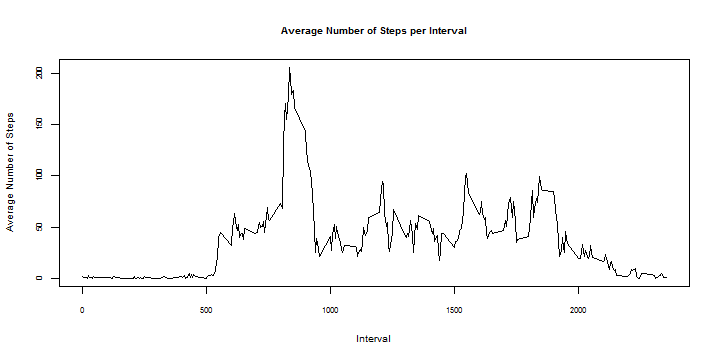 Average Number of Steps per Interval
Average Number of Steps
200
150
100
50
0
0 500 1000 1500 2000
Interval